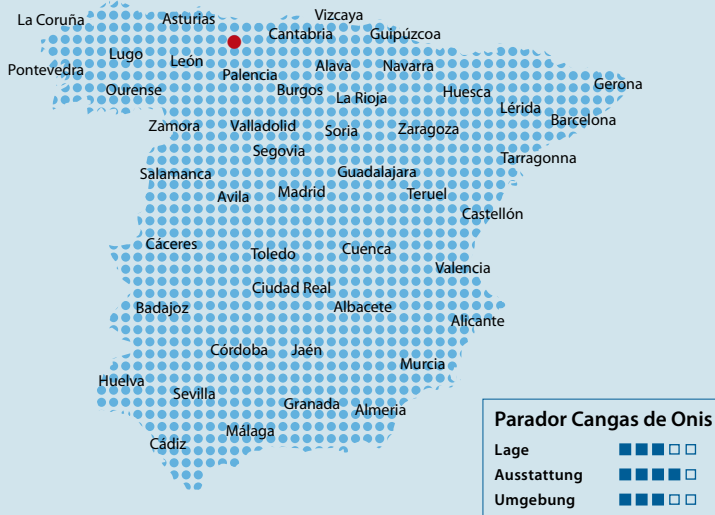 La Coruña
Asturias
Vizcaya
Cantabria
Guipúzcoa
Lugo
León
Pontevedra
Palencia
Alava
Navarra
Ourense
Burgos
La Rioja
Huesca
Gerona
Lérida
Barcelona
Zamora
Valladolid
Soria
Zaragoza
Segovia
Tarragonna
Salamanca
Guadalajara
Avila
Madrid
Teruel
Castellón
Cáceres
Toledo
Cuenca
Valencia
Ciudad Real
Badajoz
Albacete
Alicante
Córdoba
Jaén
Murcia
Huelva
Sevilla
Granada
Almeria
Cádiz
Málaga
Parador Cangas de Onis
Lage
Ausstattung
Umgebung